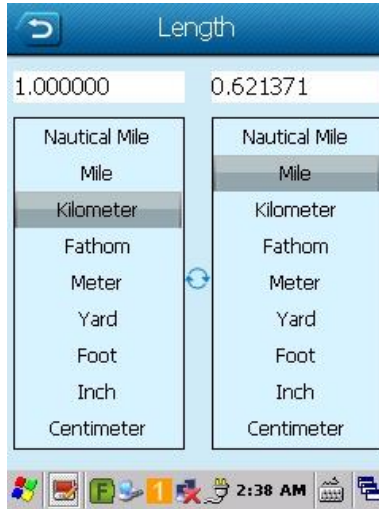 Length
1.000000
0.621371
Nautical Mile
Mile
Kilometer
Fathom
Meter
Yard
Foot
Inch
Centimeter
Nautical Mile
Mile
Kilometer
Fathom
Meter
Yard
Foot
Inch
Centimeter
F 1 2:38 AM